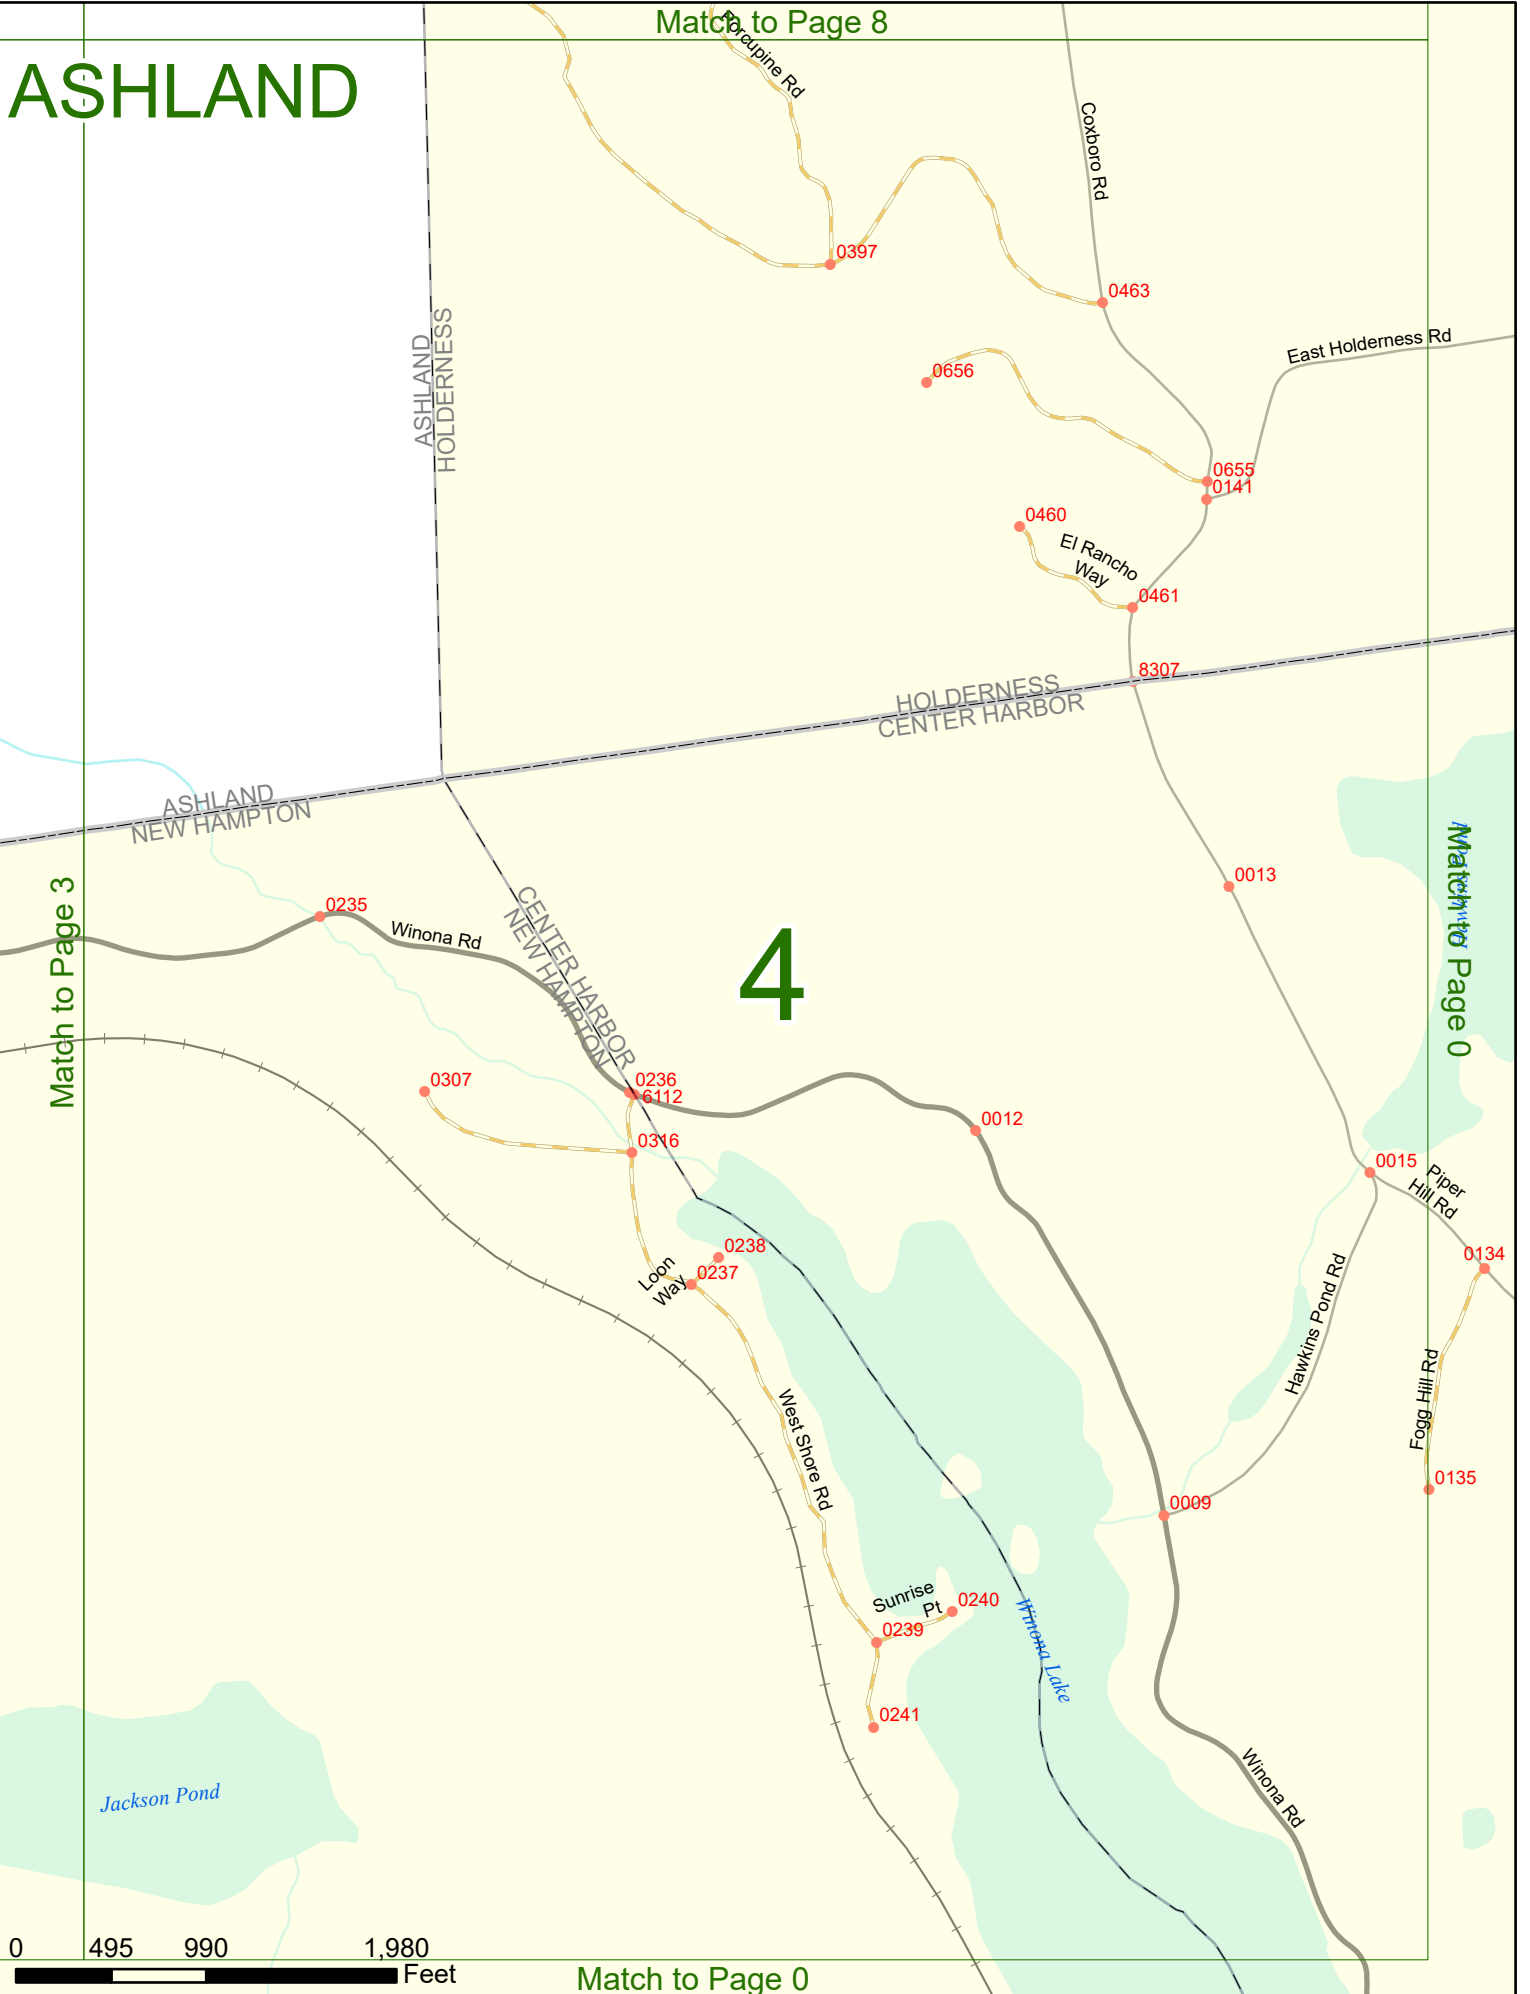 Match to Page 8
Porcupine Rd
ASHLAND
Coxboro Rd
0397
0463
ASHLAND
HOLDERNESS
East Holderness Rd
0656
0655
0141
0460
El Rancho
Way
0461
8307
HOLDERNESS
CENTER HARBOR
ASHLAND
NEW HAMPTON
Match to Page 3
0235
Winona Rd
CENTER HARBOR
NEW HAMPTON
4
0013
Match to Page 0
0307
0236
6112
0316
0012
0015
Piper
Hill Rd
0238
0237
Loon
Way
0134
Hawkins Pond Rd
Fogg Hill Rd
West Shore Rd
0135
0009
Sunrise
Pt
0240
0239
Winona Lake
0241
Jackson Pond
Winona Rd
0 495 990 1,980
Feet
Match to Page 0